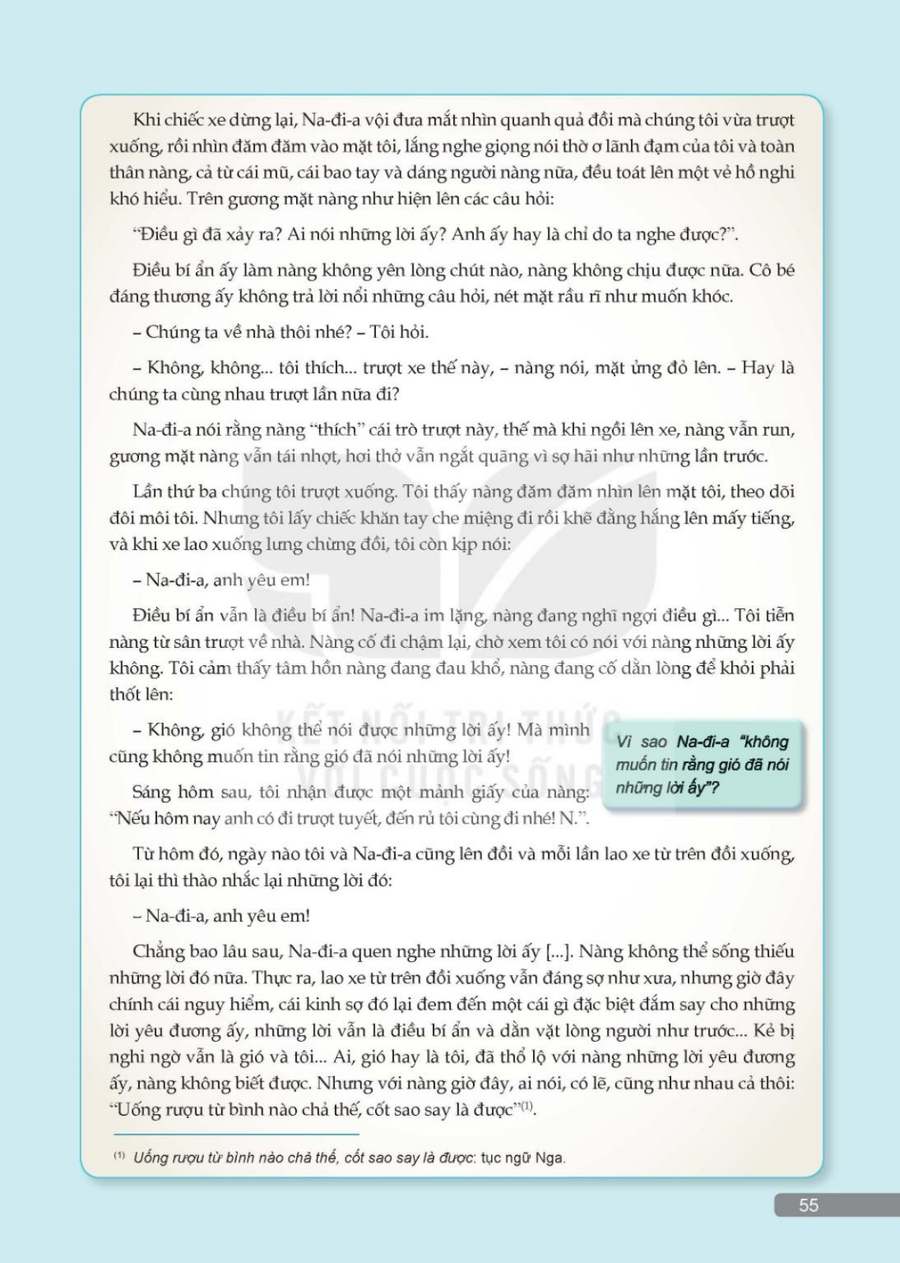 Khi chiếc xe dừng lại, Na-đi-a vội đưa mắt nhìn quanh quả đồi mà chúng tôi vừa trượt
xuống, rồi nhìn đăm đăm vào mặt tôi, lắng nghe giọng nói thờ ơ lãnh đạm của tôi và toàn
thân nàng, cả từ cái mũ, cái bao tay và dáng người nàng nữa, đều toát lên một vẻ hồ nghi
khó hiểu. Trên gương mặt nàng như hiện lên các câu hỏi:
“Điều gì đã xảy ra? Ai nói những lời ấy? Anh ấy hay là chỉ do ta nghe được?”.
Điều bí ẩn ấy làm nàng không yên lòng chút nào, nàng không chịu được nữa. Cô bé
đáng thương ấy không trả lời nổi những câu hỏi, nét mặt rầu rĩ như muốn khóc.
– Chúng ta về nhà thôi nhé? – Tôi hỏi.
– Không, không... tôi thích... trượt xe thế này, – nàng nói, mặt ửng đỏ lên. – Hay là
chúng ta cùng nhau trượt lần nữa đi?
Na-đi-a nói rằng nàng “thích” cái trò trượt này, thế mà khi ngồi lên xe, nàng vẫn run,
gương mặt nàng vẫn tái nhợt, hơi thở vẫn ngắt quãng vì sợ hãi như những lần trước.
Lần thứ ba chúng tôi trượt xuống. Tôi thấy nàng đăm đăm nhìn lên mặt tôi, theo dõi
đôi môi tôi. Nhưng tôi lấy chiếc khăn tay che miệng đi rồi khẽ đằng hắng lên mấy tiếng,
và khi xe lao xuống lưng chừng đồi, tôi còn kịp nói:
– Na-đi-a, anh yêu em!
Điều bí ẩn vẫn là điều bí ẩn! Na-đi-a im lặng, nàng đang nghĩ ngợi điều gì... Tôi tiễn
nàng từ sân trượt về nhà. Nàng cố đi chậm lại, chờ xem tôi có nói với nàng những lời ấy
không. Tôi cảm thấy tâm hồn nàng đang đau khổ, nàng đang cố dằn lòng để khỏi phải
thốt lên:
– Không, gió không thể nói được những lời ấy! Mà mình
cũng không muốn tin rằng gió đã nói những lời ấy!
Vì sao Na-đi-a “không
muốn tin rằng gió đã nói
những lời ấy”?
Sáng hôm sau, tôi nhận được một mảnh giấy của nàng:
“Nếu hôm nay anh có đi trượt tuyết, đến rủ tôi cùng đi nhé! N.”.
Từ hôm đó, ngày nào tôi và Na-đi-a cũng lên đồi và mỗi lần lao xe từ trên đồi xuống,
tôi lại thì thào nhắc lại những lời đó:
– Na-đi-a, anh yêu em!
Chẳng bao lâu sau, Na-đi-a quen nghe những lời ấy [...]. Nàng không thể sống thiếu
những lời đó nữa. Thực ra, lao xe từ trên đồi xuống vẫn đáng sợ như xưa, nhưng giờ đây
chính cái nguy hiểm, cái kinh sợ đó lại đem đến một cái gì đặc biệt đắm say cho những
lời yêu đương ấy, những lời vẫn là điều bí ẩn và dằn vặt lòng người như trước... Kẻ bị
nghi ngờ vẫn là gió và tôi... Ai, gió hay là tôi, đã thổ lộ với nàng những lời yêu đương
ấy, nàng không biết được. Nhưng với nàng giờ đây, ai nói, có lẽ, cũng như nhau cả thôi:
“Uống rượu từ bình nào chả thế, cốt sao say là được”(1).
(1) Uống rượu từ bình nào chả thế, cốt sao say là được: tục ngữ Nga.
KẾT NỐI TRI THỨC
VỚI CUỘC SỐNG
55